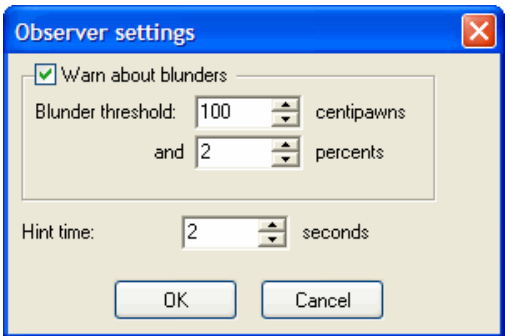 Observer settings
Warn about blunders
Blunder threshold: 100 centipawns
and 2 percents
Hint time: 2 seconds
OK Cancel